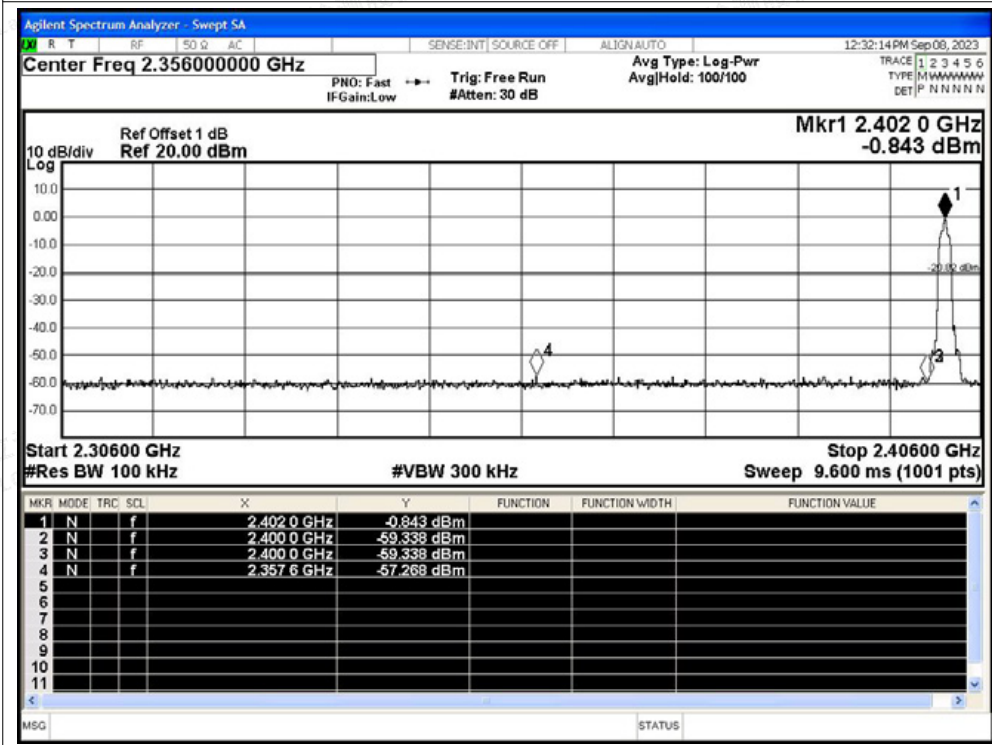 Agilent Spectrum Analyzer - Swept SA
LXI R T RF 50 Ω AC SENSE:INT SOURCE OFF ALIGN AUTO 12:32:14 PM Sep 08, 2023
Center Freq 2.356000000 GHz
PNO: Fast
IFGain:Low
Trig: Free Run
#Atten: 30 dB
Avg Type: Log-Pwr
Avg|Hold: 100/100
TRACE 1 2 3 4 5 6
TYPE M WWWWW
DET P N N N N N
Mkr1 2.402 0 GHz
-0.843 dBm
Ref Offset 1 dB
10 dB/div Ref 20.00 dBm
Log
10.0
0.00
-10.0
-20.0
-30.0
-40.0
-50.0
-60.0
-70.0
1
4
3
Start 2.30600 GHz Stop 2.40600 GHz
#Res BW 100 kHz #VBW 300 kHz Sweep 9.600 ms (1001 pts)
MKR MODE TRC SCL X Y FUNCTION FUNCTION WIDTH FUNCTION VALUE
1 N f 2.402 0 GHz -0.843 dBm
2 N f 2.400 0 GHz -59.338 dBm
3 N f 2.400 0 GHz -59.338 dBm
4 N f 2.357 6 GHz -57.268 dBm
5
6
7
8
9
10
11
MSG STATUS